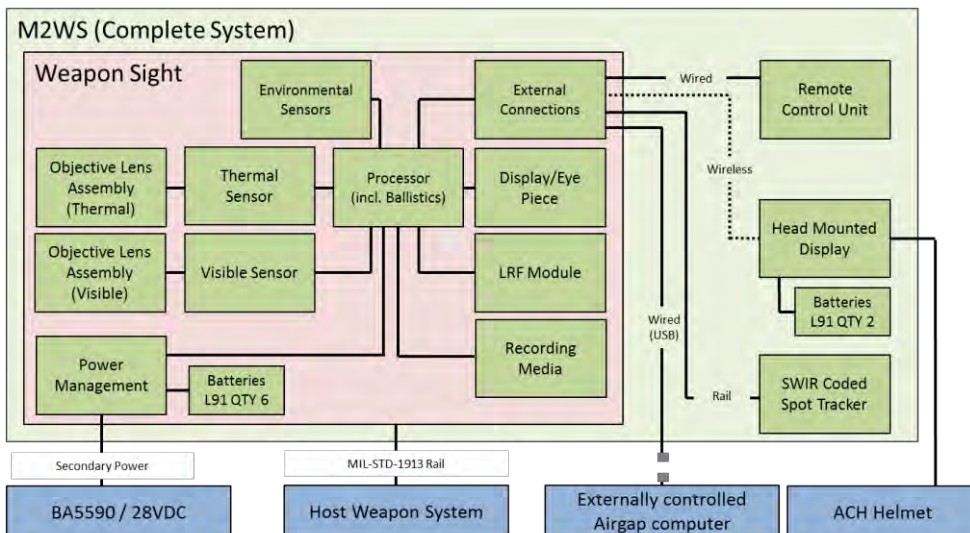 M2WS (Complete System)
Weapon Sight
Environmental
Sensors
External
Connections
Wired
Remote
Control Unit
Objective Lens
Assembly
(Thermal)
Thermal
Sensor
Processor
(incl. Ballistics)
Display/Eye
Piece
Wireless
Objective Lens
Assembly
(Visible)
Visible Sensor
LRF Module
Head Mounted
Display
Batteries
L91 QTY 2
Wired
(USB)
Power
Management
Batteries
L91 QTY 6
Recording
Media
Rail
SWIR Coded
Spot Tracker
Secondary Power
MIL-STD-1913 Rail
BA5590 / 28VDC
Host Weapon System
Externally controlled
Airgap computer
ACH Helmet